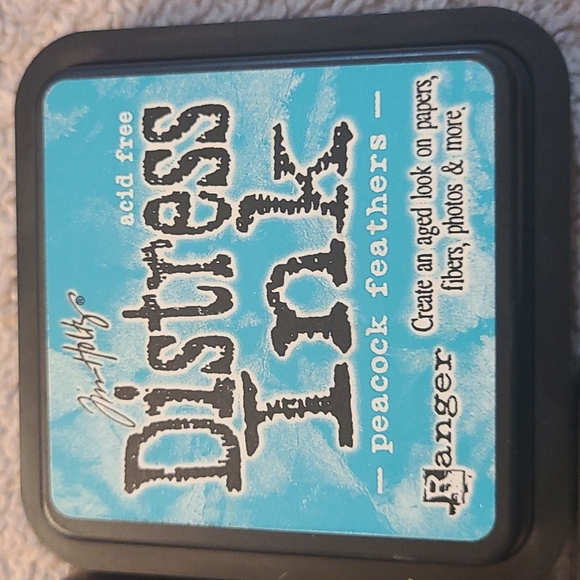 Tim Holtz®
acid free
Distress
Ink
— peacock feathers —
Ranger
Create an aged look on papers,
fibers, photos & more.